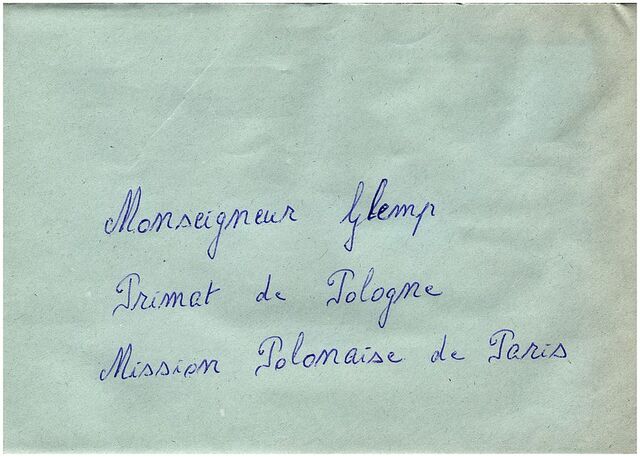 Monseigneur Glemp
Primat de Pologne
Mission Polonaise de Paris